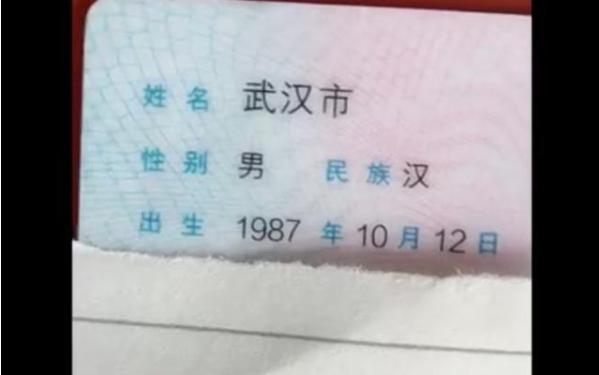 姓名 武汉市
性别 男 民族 汉
出生 1987 年 10 月 12 日